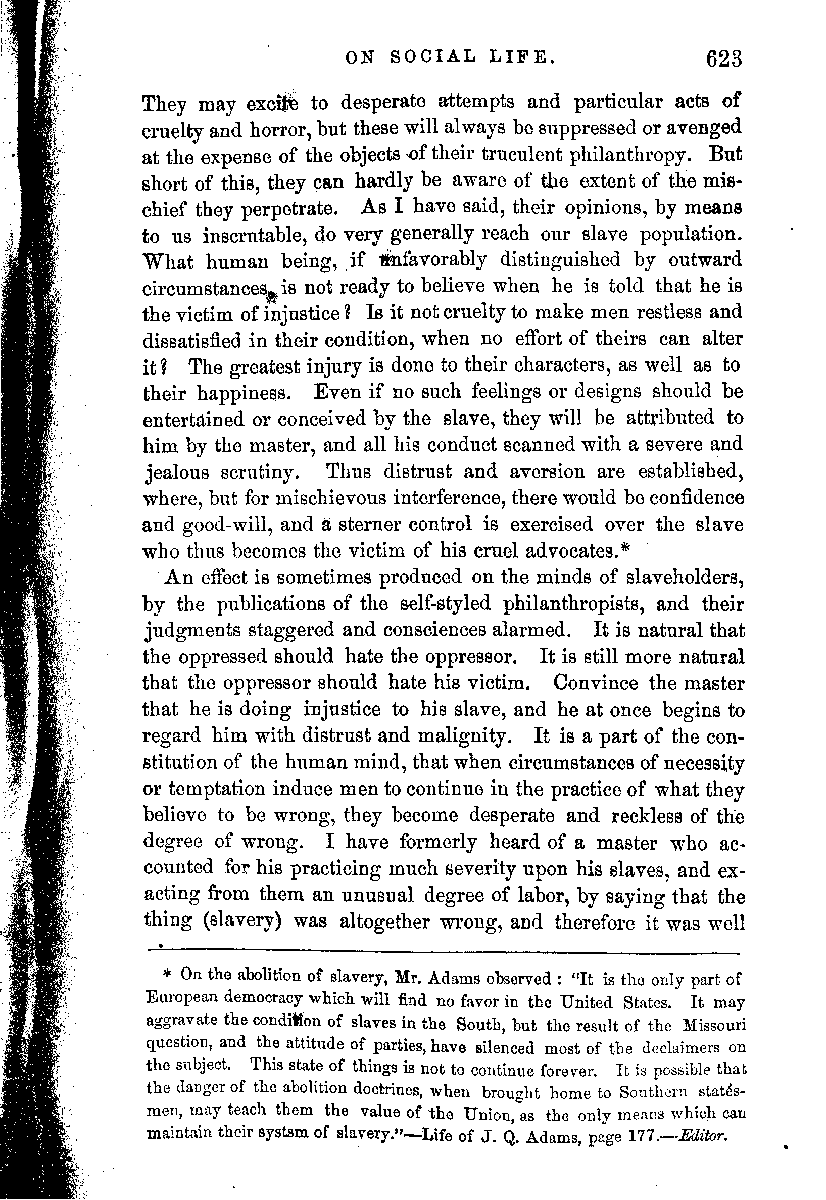 ON SOCIAL LIFE. 623
They may excite to desperate attempts and particular acts of
cruelty and horror, but these will always be suppressed or avenged
at the expense of the objects of their truculent philanthropy. But
short of this, they can hardly be aware of the extent of the mis-
chief they perpetrate. As I have said, their opinions, by means
to us inscrntable, do very generally reach our slave population.
What human being, if unfavorably distinguished by outward
circumstances, is not ready to believe when he is told that he is
the victim of injustice? Is it not cruelty to make men restless and
dissatisfied in their condition, when no effort of theirs can alter
it? The greatest injury is done to their characters, as well as to
their happiness. Even if no such feelings or designs should be
entertained or conceived by the slave, they will be attributed to
him by the master, and all his conduct scanned with a severe and
jealous scrutiny. Thus distrust and aversion are established,
where, but for mischievous interference, there would be confidence
and good-will, and a sterner control is exercised over the slave
who thus becomes the victim of his cruel advocates.*
An effect is sometimes produced on the minds of slaveholders,
by the publications of the self-styled philanthropists, and their
judgments staggered and consciences alarmed. It is natural that
the oppressed should hate the oppressor. It is still more natural
that the oppressor should hate his victim. Convince the master
that he is doing injustice to his slave, and he at once begins to
regard him with distrust and malignity. It is a part of the con-
stitution of the human mind, that when circumstances of necessity
or temptation induce men to continue in the practice of what they
believe to be wrong, they become desperate and reckless of the
degree of wrong. I have formerly heard of a master who ac-
counted for his practicing much severity upon his slaves, and ex-
acting from them an unusual degree of labor, by saying that the
thing (slavery) was altogether wrong, and therefore it was well
* On the abolition of slavery, Mr. Adams observed : "It is the only part of
European democracy which will find no favor in the United States. It may
aggravate the condition of slaves in the South, but the result of the Missouri
question, and the attitude of parties, have silenced most of the declaimers on
the subject. This state of things is not to continue forever. It is possible that
the danger of the abolition doctrines, when brought home to Southern states-
men, may teach them the value of the Union, as the only means which can
maintain their systsm of slavery."—Life of J. Q. Adams, page 177.—Editor.